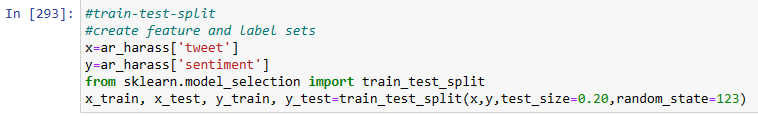 In [293]: #train-test-split
#create feature and label sets
x=ar_harass['tweet']
y=ar_harass['sentiment']
from sklearn.model_selection import train_test_split
x_train, x_test, y_train, y_test=train_test_split(x,y,test_size=0.20,random_state=123)